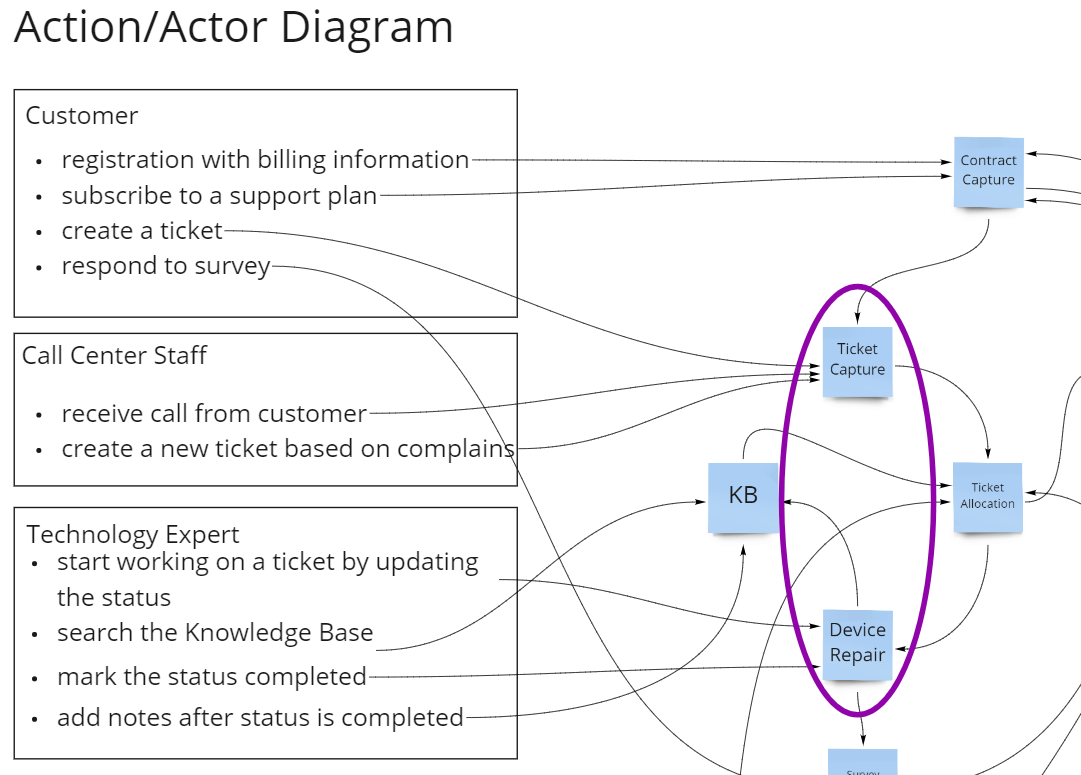 Action/Actor Diagram
Customer
• registration with billing information
• subscribe to a support plan
• create a ticket
• respond to survey
Call Center Staff
• receive call from customer
• create a new ticket based on complains
Technology Expert
• start working on a ticket by updating
the status
• search the Knowledge Base
• mark the status completed
• add notes after status is completed
Contract
Capture
Ticket
Capture
KB
Ticket
Allocation
Device
Repair
Survey